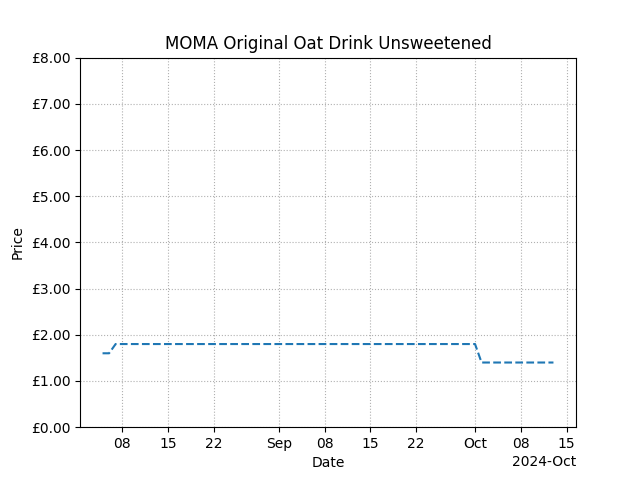 MOMA Original Oat Drink Unsweetened
£8.00
£7.00
£6.00
£5.00
£4.00
£3.00
£2.00
£1.00
£0.00
Price
08 15 22 Sep 08 15 22 Oct 08 15
Date
2024-Oct